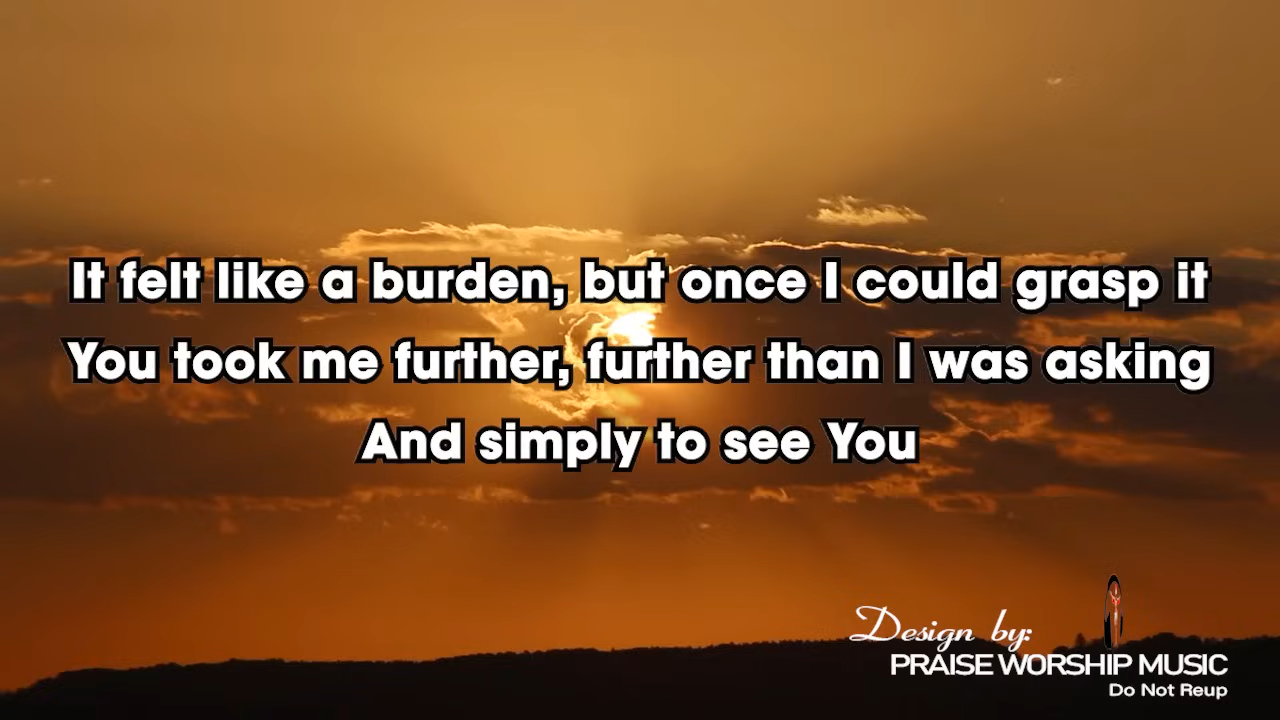 It felt like a burden, but once I could grasp it
You took me further, further than I was asking
And simply to see You
Design by:
PRAISE WORSHIP MUSIC
Do Not Reup